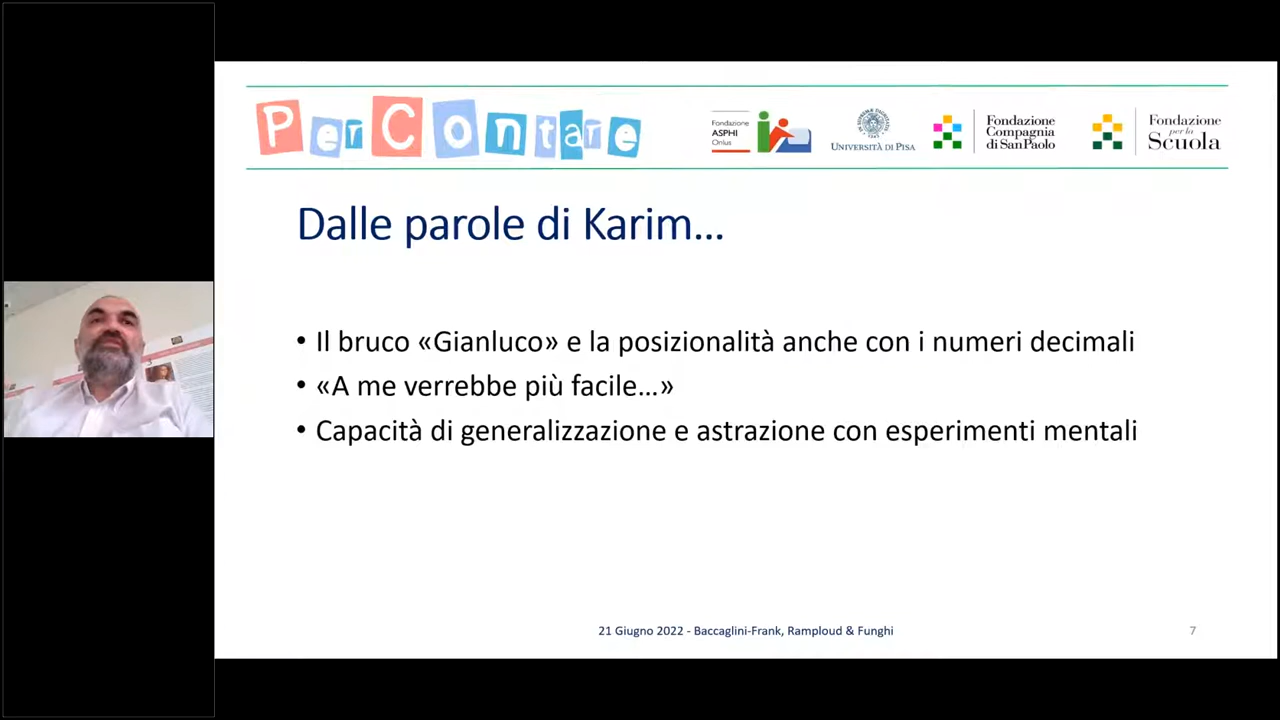 PerContare
Fondazione
ASPHI
Onlus
UNIVERSITÀ DI PISA
Fondazione
Compagnia
di San Paolo
Fondazione
per la
Scuola
Dalle parole di Karim...
• Il bruco «Gianluco» e la posizionalità anche con i numeri decimali
• «A me verrebbe più facile...»
• Capacità di generalizzazione e astrazione con esperimenti mentali
21 Giugno 2022 - Baccaglini-Frank, Ramploud & Funghi
7